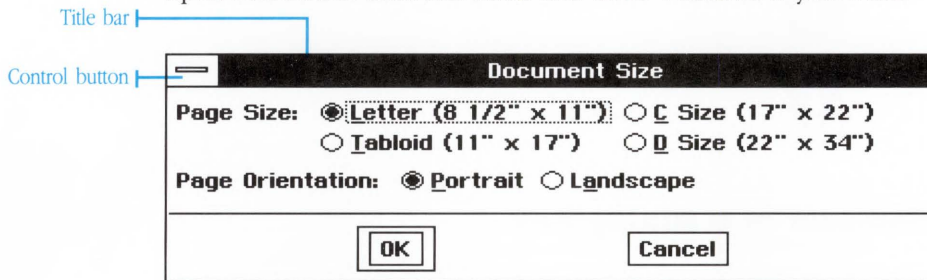 Title bar
Control button
Document Size
Page Size: Letter (8 1/2" x 11") C Size (17" x 22")
Tabloid (11" x 17") D Size (22" x 34")
Page Orientation: Portrait Landscape
OK Cancel